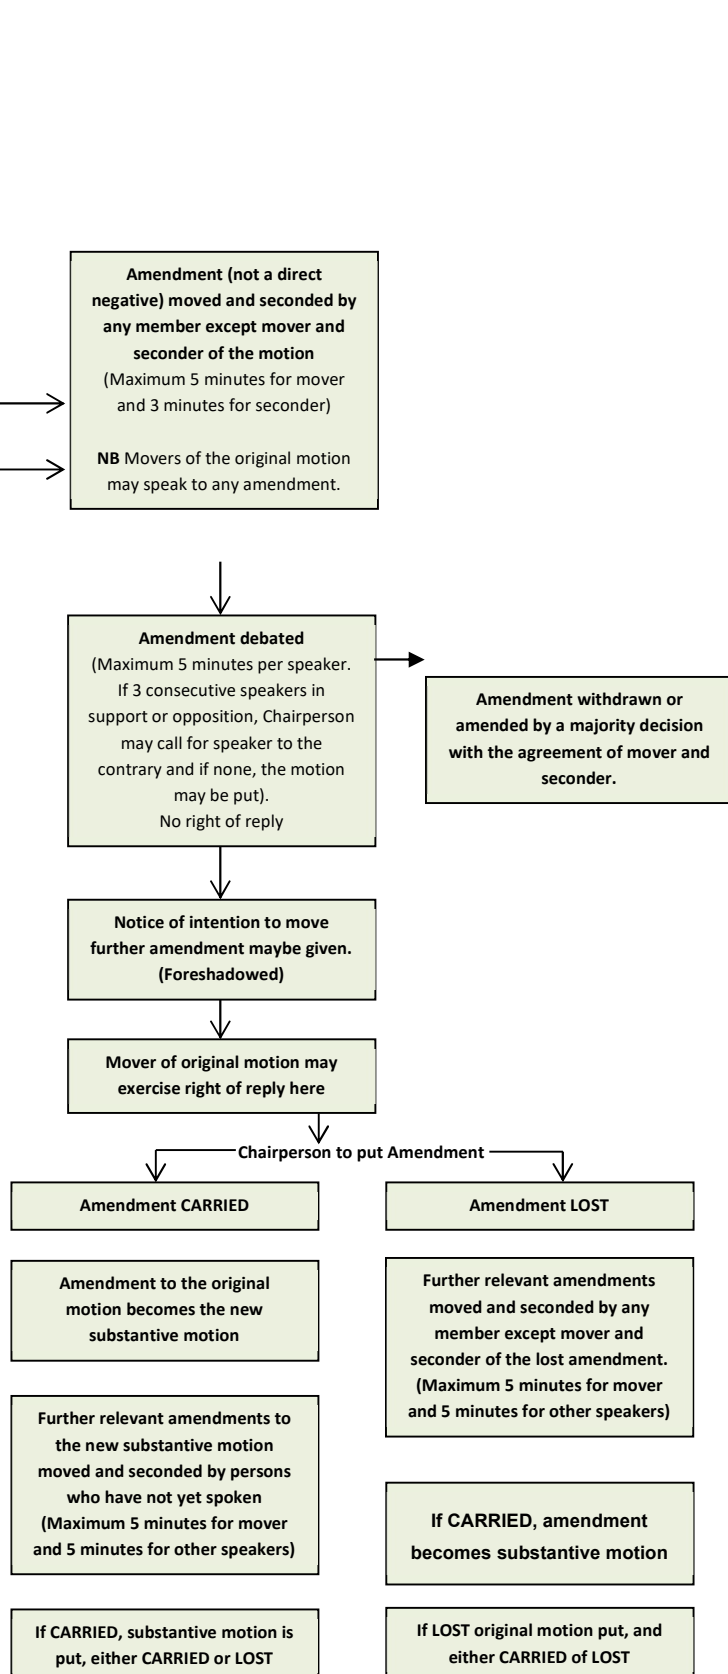 Amendment (not a direct
negative) moved and seconded by
any member except mover and
seconder of the motion
(Maximum 5 minutes for mover
and 3 minutes for seconder)
NB Movers of the original motion
may speak to any amendment.
Amendment debated
(Maximum 5 minutes per speaker.
If 3 consecutive speakers in
support or opposition, Chairperson
may call for speaker to the
contrary and if none, the motion
may be put).
No right of reply
Amendment withdrawn or
amended by a majority decision
with the agreement of mover and
seconder.
Notice of intention to move
further amendment maybe given.
(Foreshadowed)
Mover of original motion may
exercise right of reply here
Chairperson to put Amendment
Amendment CARRIED
Amendment to the original
motion becomes the new
substantive motion
Further relevant amendments to
the new substantive motion
moved and seconded by persons
who have not yet spoken
(Maximum 5 minutes for mover
and 5 minutes for other speakers)
If CARRIED, substantive motion is
put, either CARRIED or LOST
Amendment LOST
Further relevant amendments
moved and seconded by any
member except mover and
seconder of the lost amendment.
(Maximum 5 minutes for mover
and 5 minutes for other speakers)
If CARRIED, amendment
becomes substantive motion
If LOST original motion put, and
either CARRIED of LOST